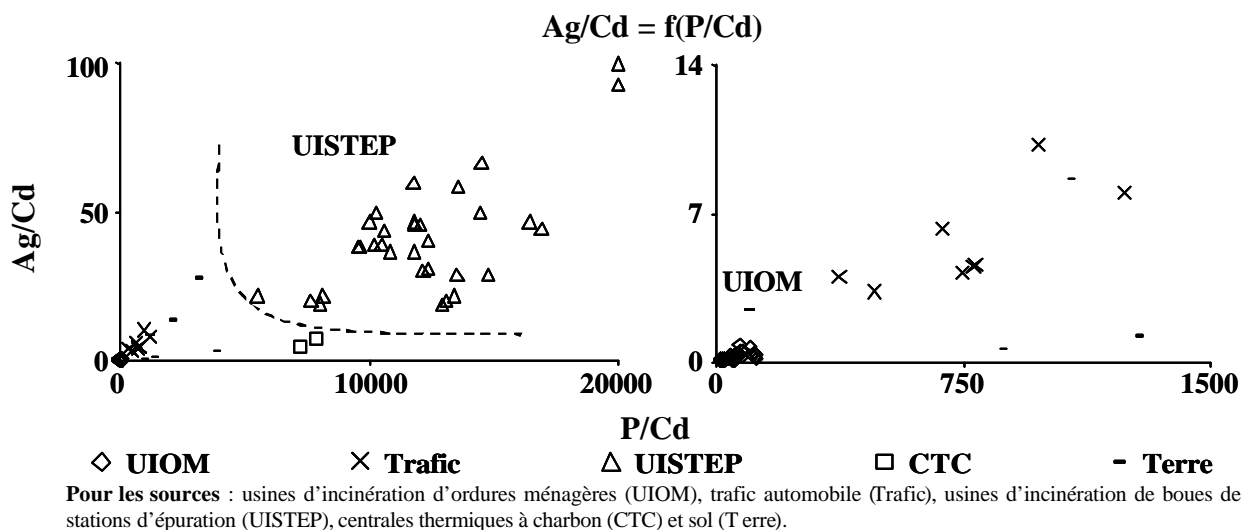 Ag/Cd = f(P/Cd)
100
50
0
Ag/Cd
UISTEP
0
10000
20000
14
7
0
UIOM
0
750
1500
P/Cd
UIOM Trafic UISTEP CTC Terre
Pour les sources : usines d’incinération d’ordures ménagères (UIOM), trafic automobile (Trafic), usines d’incinération de boues de
stations d’épuration (UISTEP), centrales thermiques à charbon (CTC) et sol (T erre).